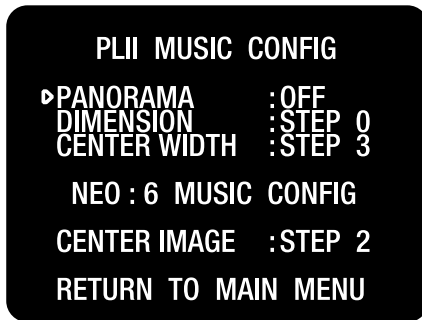 PLII MUSIC CONFIG
PANORAMA :OFF
DIMENSION :STEP 0
CENTER WIDTH :STEP 3
NEO : 6 MUSIC CONFIG
CENTER IMAGE :STEP 2
RETURN TO MAIN MENU